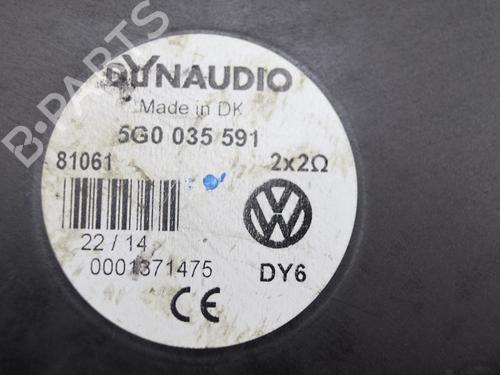 DYNAUDIO
Made in DK
5G0 035 591
81061
2x2Ω
22 / 14
0001371475
DY6
CE
B-PARTS